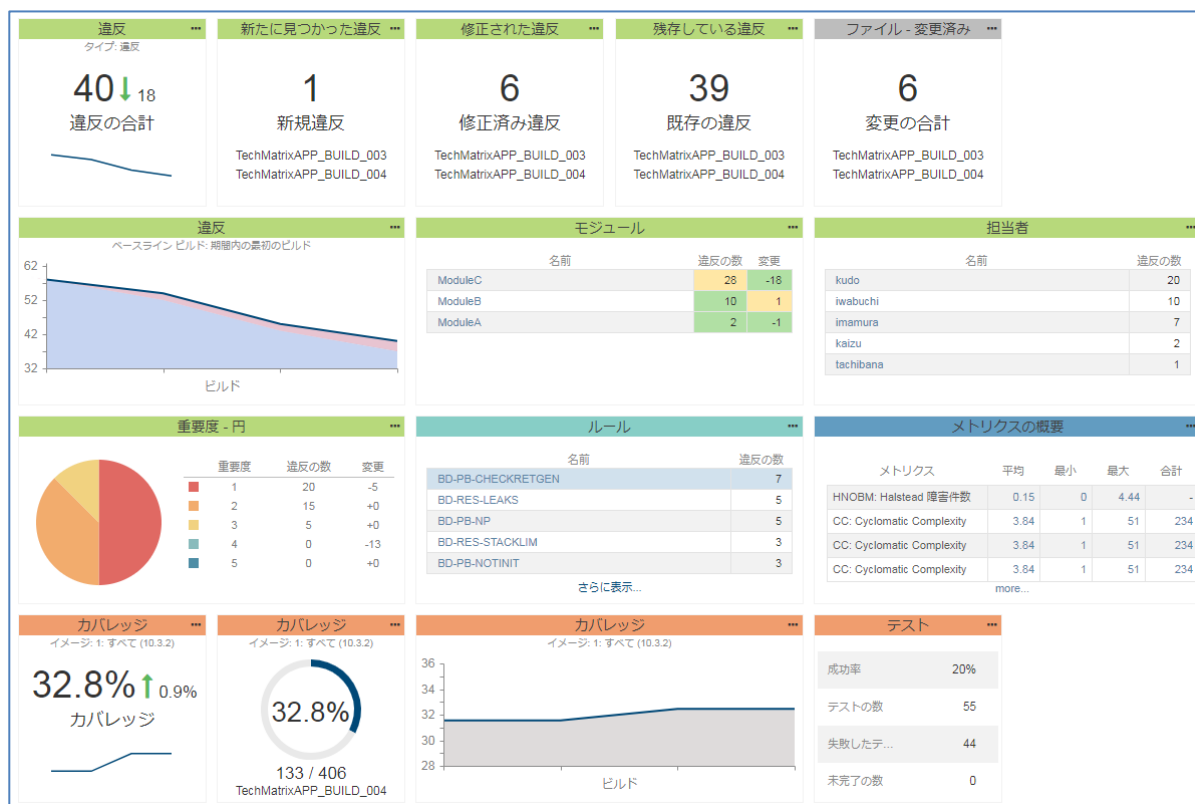 違反 ···
タイプ: 違反
40 18
違反の合計
新たに見つかった違反 ···
1
新規違反
TechMatrixAPP_BUILD_003
TechMatrixAPP_BUILD_004
修正された違反 ···
6
修正済み違反
TechMatrixAPP_BUILD_003
TechMatrixAPP_BUILD_004
残存している違反 ···
39
既存の違反
TechMatrixAPP_BUILD_003
TechMatrixAPP_BUILD_004
ファイル - 変更済み ···
6
変更の合計
TechMatrixAPP_BUILD_003
TechMatrixAPP_BUILD_004
違反 ···
ベースライン ビルド: 期間内の最初のビルド
62
52
42
32
ビルド
モジュール ···
名前 違反の数 変更
ModuleC 28 -18
ModuleB 10 1
ModuleA 2 -1
担当者 ···
名前 違反の数
kudo 20
iwabuchi 10
imamura 7
kaizu 2
tachibana 1
重要度 - 円 ···
重要度 違反の数 変更
1 20 -5
2 15 +0
3 5 +0
4 0 -13
5 0 +0
ルール ···
名前 違反の数
BD-PB-CHECKRETGEN 7
BD-RES-LEAKS 5
BD-PB-NP 5
BD-RES-STACKLIM 3
BD-PB-NOTINIT 3
さらに表示...
メトリクスの概要 ···
メトリクス 平均 最小 最大 合計
HNOBM: Halstead 障害件数 0.15 0 4.44 -
CC: Cyclomatic Complexity 3.84 1 51 234
CC: Cyclomatic Complexity 3.84 1 51 234
CC: Cyclomatic Complexity 3.84 1 51 234
more...
カバレッジ ···
イメージ: 1: すべて (10.3.2)
32.8% 0.9%
カバレッジ
カバレッジ ···
イメージ: 1: すべて (10.3.2)
32.8%
133 / 406
TechMatrixAPP_BUILD_004
カバレッジ ···
イメージ: 1: すべて (10.3.2)
36
34
32
30
28
ビルド
テスト ···
成功率 20%
テストの数 55
失敗したテ... 44
未完了の数 0